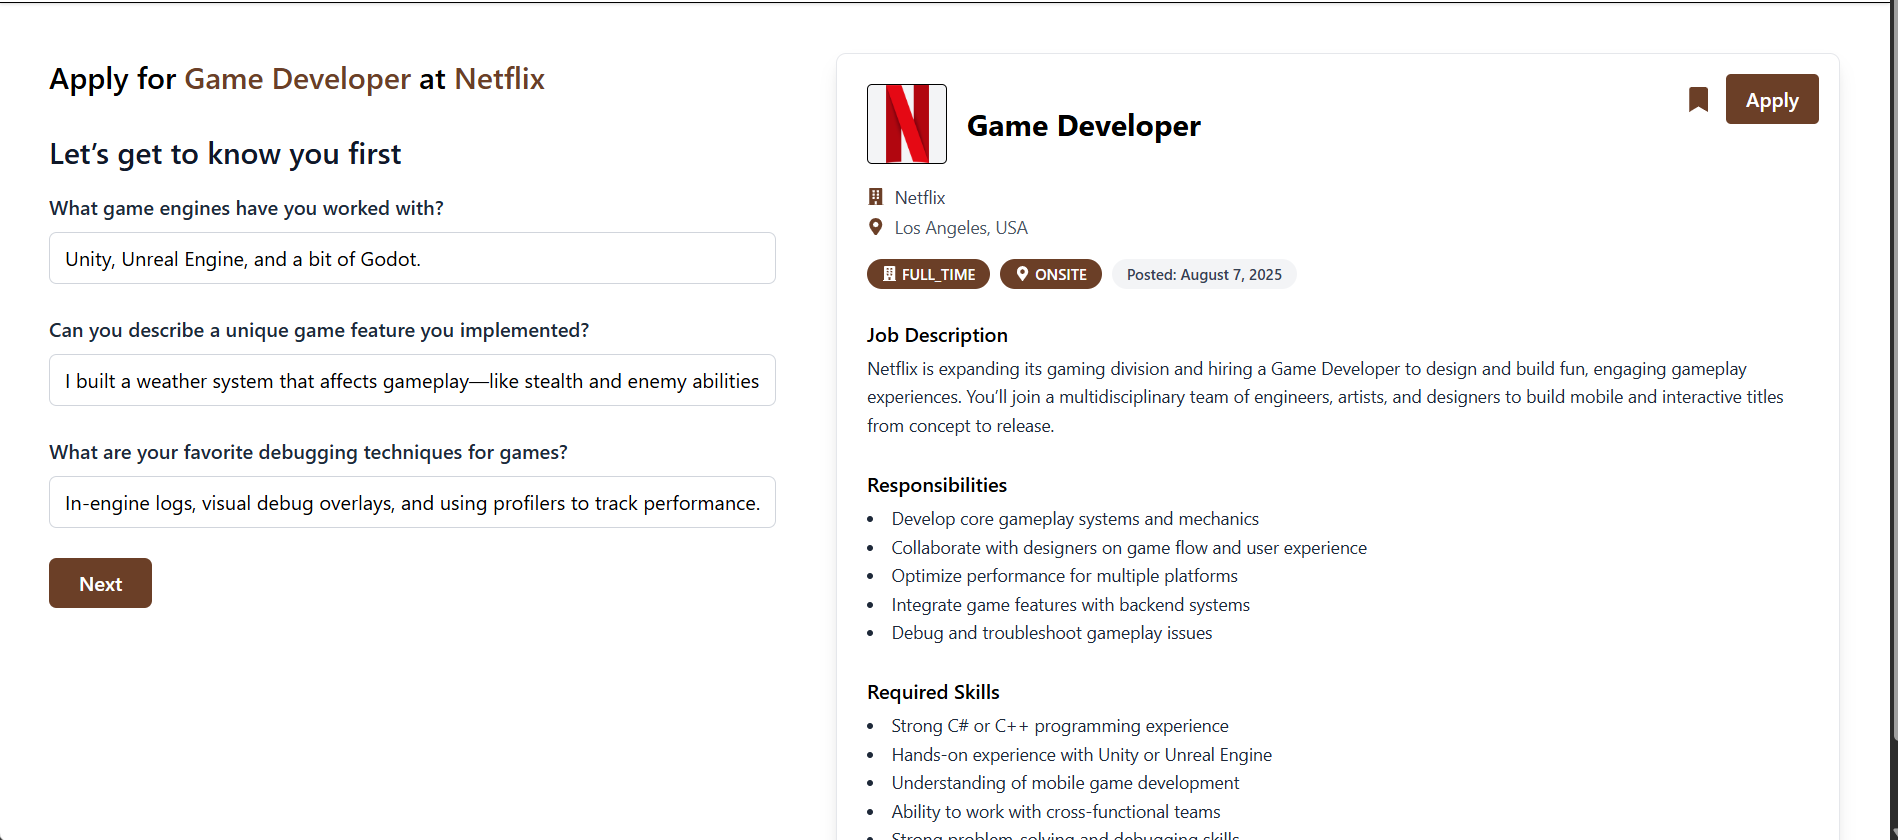 Apply for Game Developer at Netflix
Let’s get to know you first
What game engines have you worked with?
Unity, Unreal Engine, and a bit of Godot.
Can you describe a unique game feature you implemented?
I built a weather system that affects gameplay—like stealth and enemy abilities
What are your favorite debugging techniques for games?
In-engine logs, visual debug overlays, and using profilers to track performance.
Next
N
Game Developer
Apply
Netflix
Los Angeles, USA
FULL_TIME
ONSITE
Posted: August 7, 2025
Job Description
Netflix is expanding its gaming division and hiring a Game Developer to design and build fun, engaging gameplay
experiences. You’ll join a multidisciplinary team of engineers, artists, and designers to build mobile and interactive titles
from concept to release.
Responsibilities
• Develop core gameplay systems and mechanics
• Collaborate with designers on game flow and user experience
• Optimize performance for multiple platforms
• Integrate game features with backend systems
• Debug and troubleshoot gameplay issues
Required Skills
• Strong C# or C++ programming experience
• Hands-on experience with Unity or Unreal Engine
• Understanding of mobile game development
• Ability to work with cross-functional teams
• Strong problem-solving and debugging skills